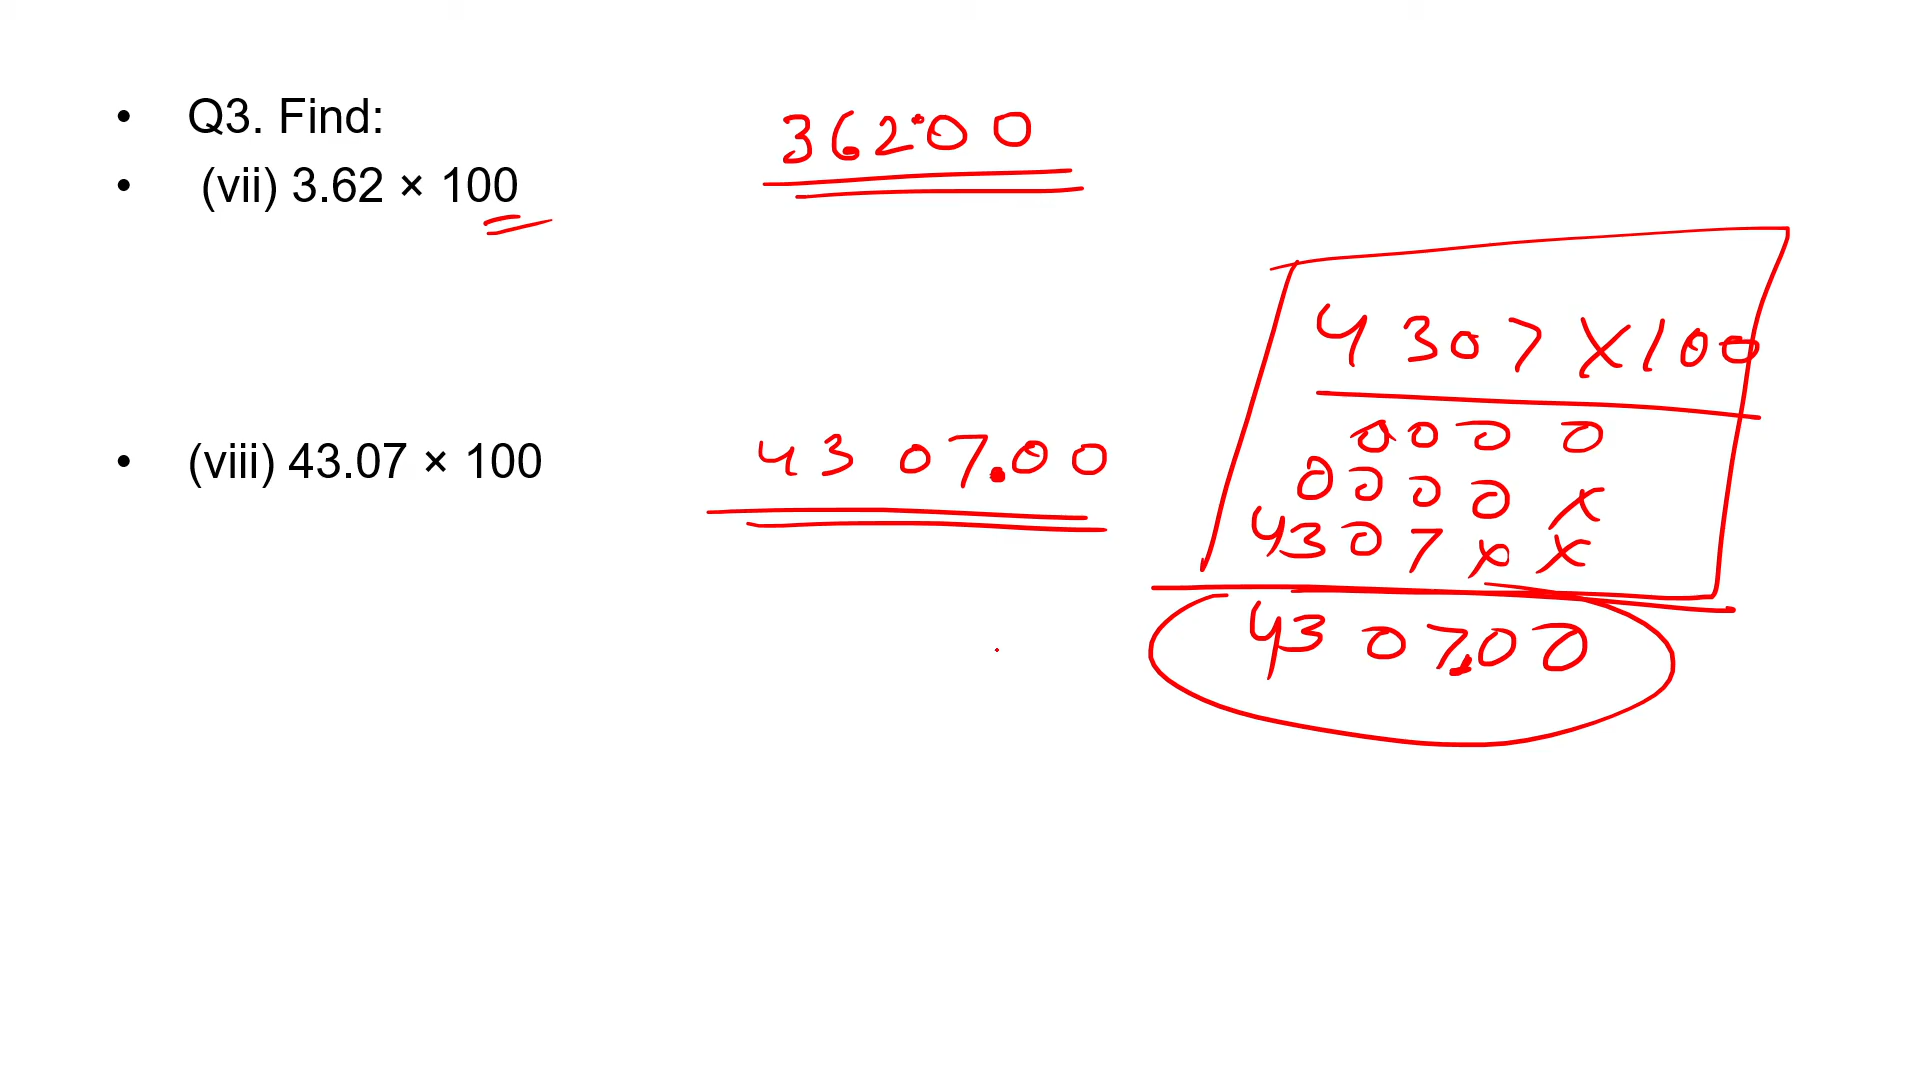 • Q3. Find:
• (vii) 3.62 × 100
362.00
• (viii) 43.07 × 100
4307.00
4307 × 100
0000
0000×
4307××
4307.00